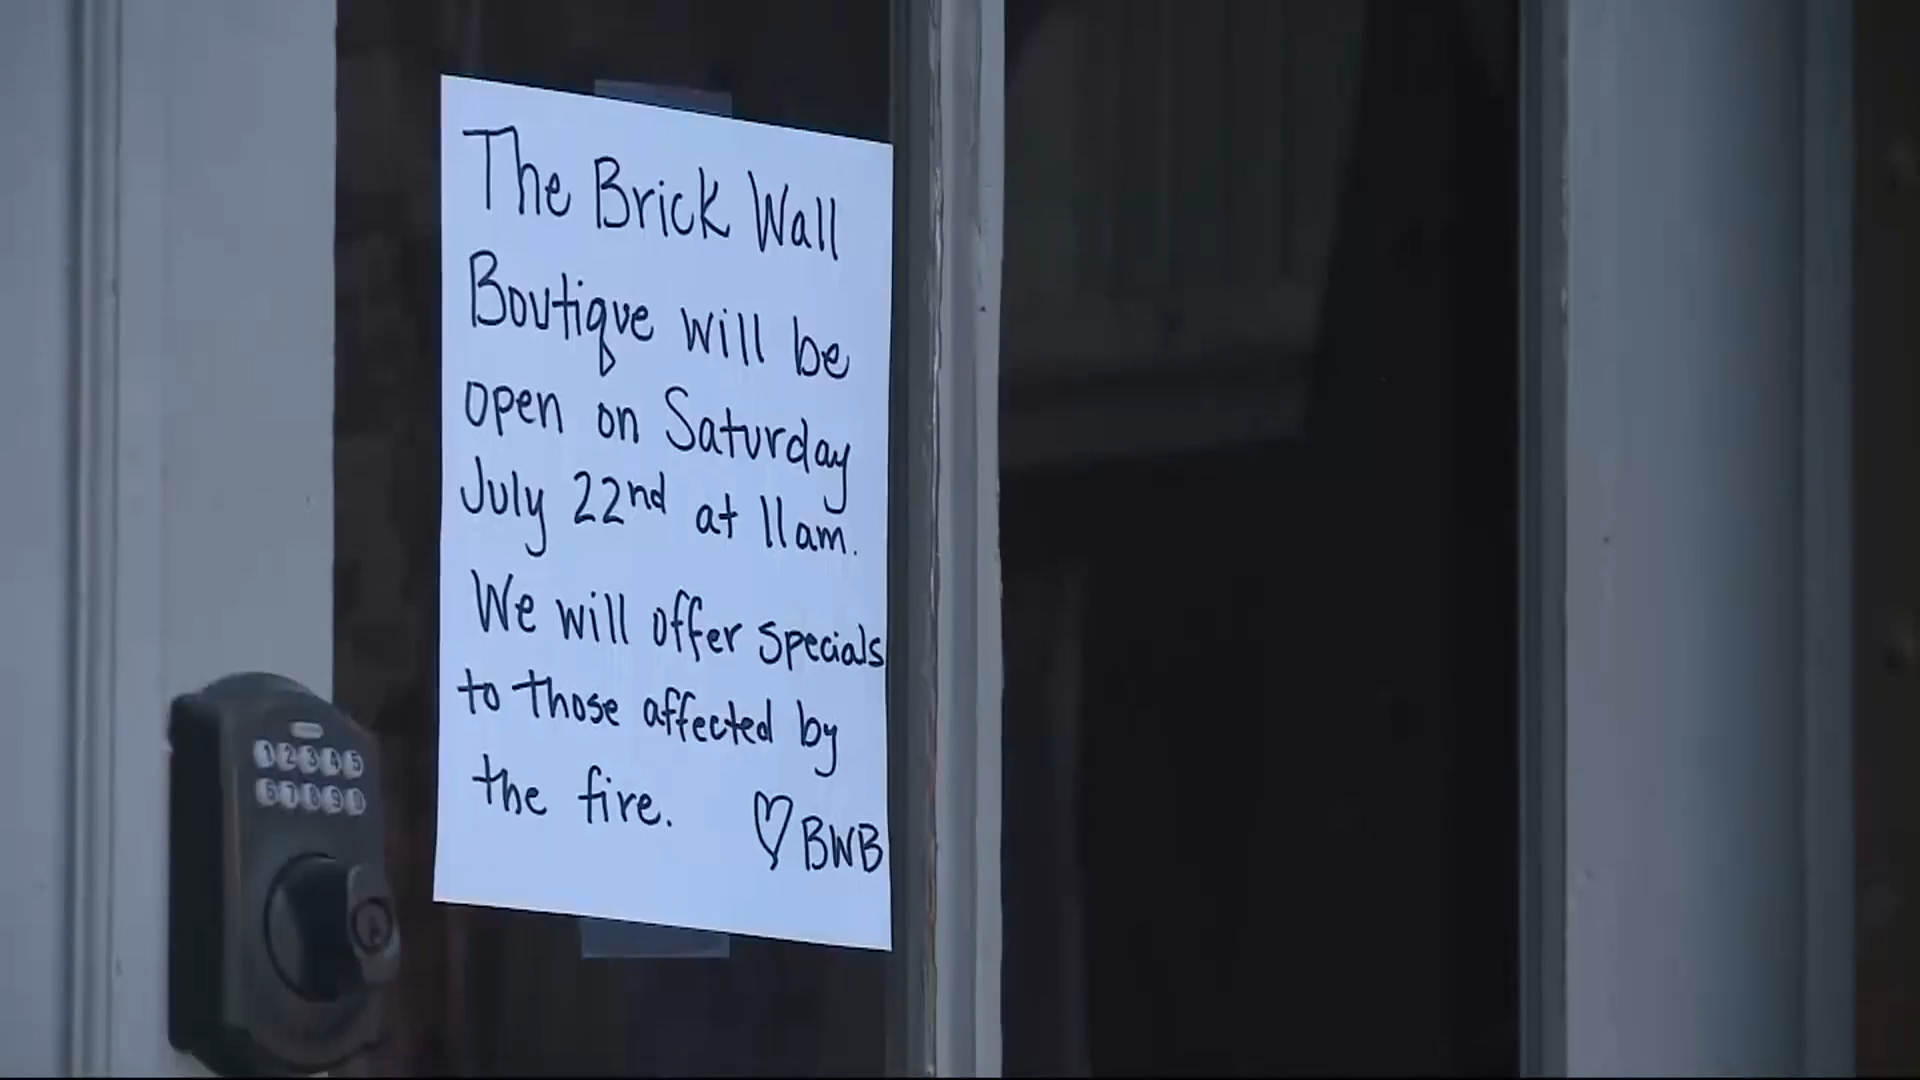 The Brick Wall
Boutique will be
open on Saturday
July 22nd at 11am.
We will offer specials
to those affected by
the fire. ♡ BWB
1 2 3 4 5
6 7 8 9 0